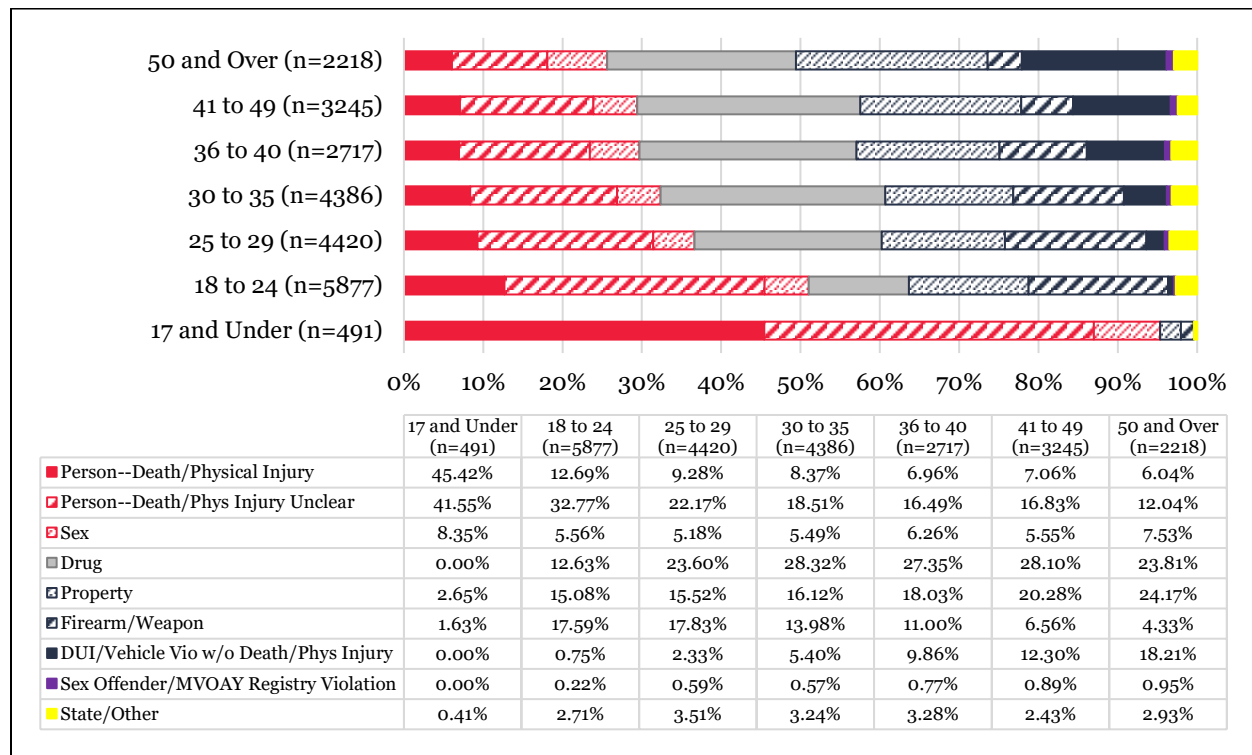 50 and Over (n=2218)
41 to 49 (n=3245)
36 to 40 (n=2717)
30 to 35 (n=4386)
25 to 29 (n=4420)
18 to 24 (n=5877)
17 and Under (n=491)
0% 10% 20% 30% 40% 50% 60% 70% 80% 90% 100%
17 and Under 18 to 24 25 to 29 30 to 35 36 to 40 41 to 49 50 and Over
(n=491) (n=5877) (n=4420) (n=4386) (n=2717) (n=3245) (n=2218)
Person--Death/Physical Injury 45.42% 12.69% 9.28% 8.37% 6.96% 7.06% 6.04%
Person--Death/Phys Injury Unclear 41.55% 32.77% 22.17% 18.51% 16.49% 16.83% 12.04%
Sex 8.35% 5.56% 5.18% 5.49% 6.26% 5.55% 7.53%
Drug 0.00% 12.63% 23.60% 28.32% 27.35% 28.10% 23.81%
Property 2.65% 15.08% 15.52% 16.12% 18.03% 20.28% 24.17%
Firearm/Weapon 1.63% 17.59% 17.83% 13.98% 11.00% 6.56% 4.33%
DUI/Vehicle Vio w/o Death/Phys Injury 0.00% 0.75% 2.33% 5.40% 9.86% 12.30% 18.21%
Sex Offender/MVOAY Registry Violation 0.00% 0.22% 0.59% 0.57% 0.77% 0.89% 0.95%
State/Other 0.41% 2.71% 3.51% 3.24% 3.28% 2.43% 2.93%